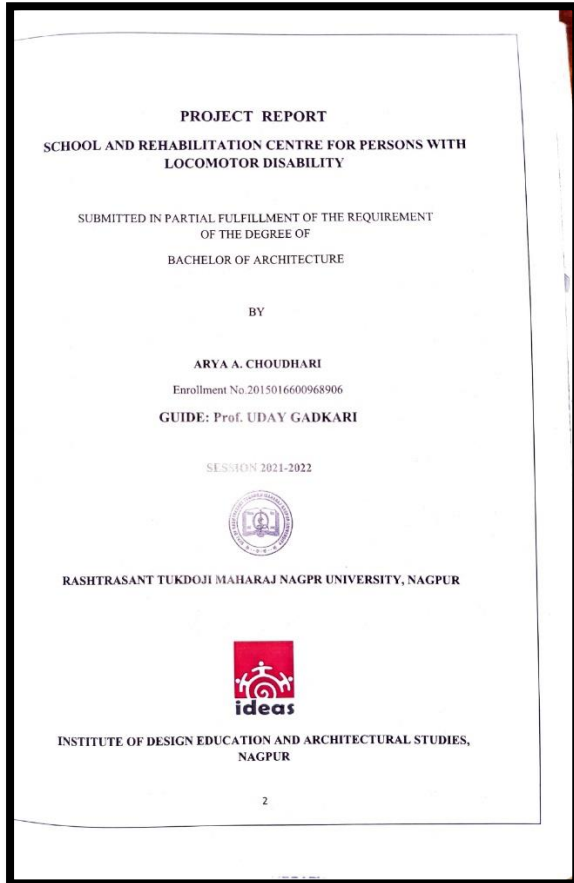 PROJECT REPORT
SCHOOL AND REHABILITATION CENTRE FOR PERSONS WITH
LOCOMOTOR DISABILITY
SUBMITTED IN PARTIAL FULFILLMENT OF THE REQUIREMENT
OF THE DEGREE OF
BACHELOR OF ARCHITECTURE
BY
ARYA A. CHOUDHARI
Enrollment No.2015016600968906
GUIDE: Prof. UDAY GADKARI
SESSION 2021-2022
RASHTRASANT TUKDOJI MAHARAJ NAGPR UNIVERSITY, NAGPUR
ideas
INSTITUTE OF DESIGN EDUCATION AND ARCHITECTURAL STUDIES,
NAGPUR
2